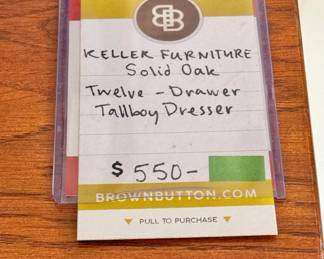 KELLER FURNITURE
Solid Oak
Twelve - Drawer
Tallboy Dresser
$ 550-
BROWNBUTTON.COM
PULL TO PURCHASE